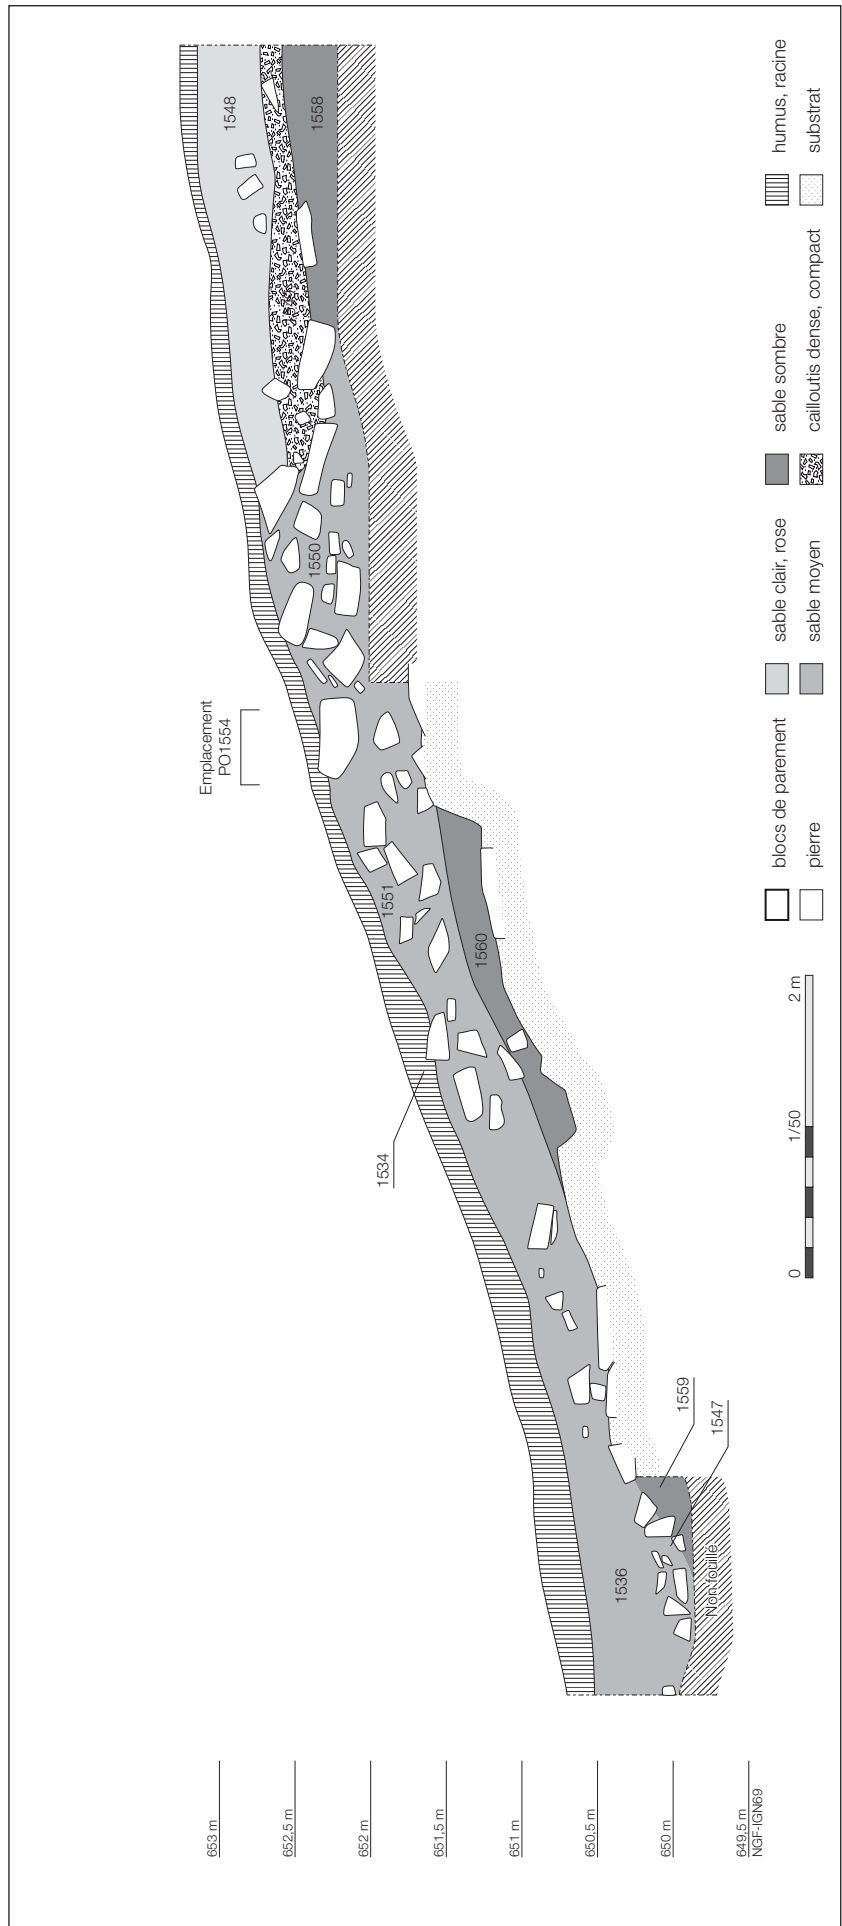 1548
1558
1550
Emplacement
PO1554
1551
1560
1534
1559
1547
1536
Non fouillé
653 m
652,5 m
652 m
651,5 m
651 m
650,5 m
650 m
649,5 m
NGF-IGN69
0
1/50
2 m
blocs de parement
pierre
sable clair, rose
sable moyen
sable sombre
cailloutis dense, compact
humus, racine
substrat